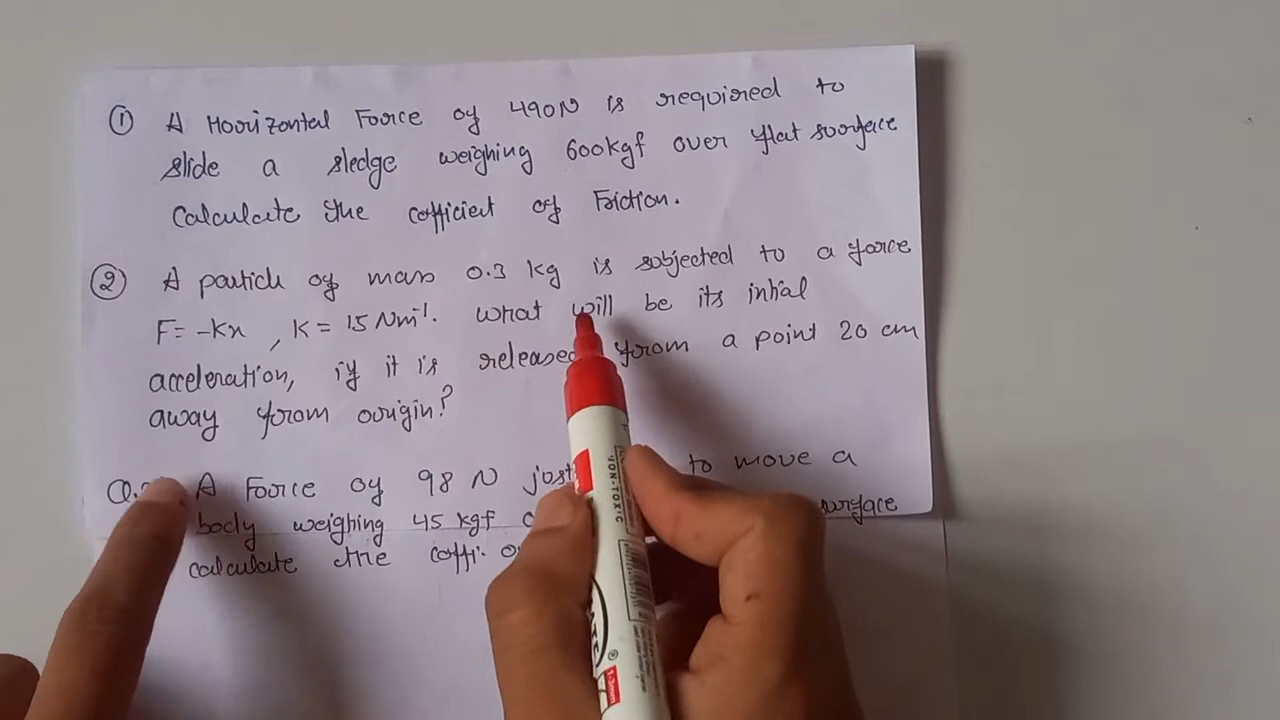 ① A Horizontal Force of 490N is required to
slide a sledge weighing 600kgf over flat surface
Calculate the cofficient of Friction.
② A particle of mass 0.3 kg is subjected to a force
F = -Kx , K = 15 Nm⁻¹. What will be its initial
acceleration, if it is released from a point 20 cm
away from origin?
A Force of 98 N just to move a
body weighing 45 kgf surface
calculate the coffi.
NON-TOXIC